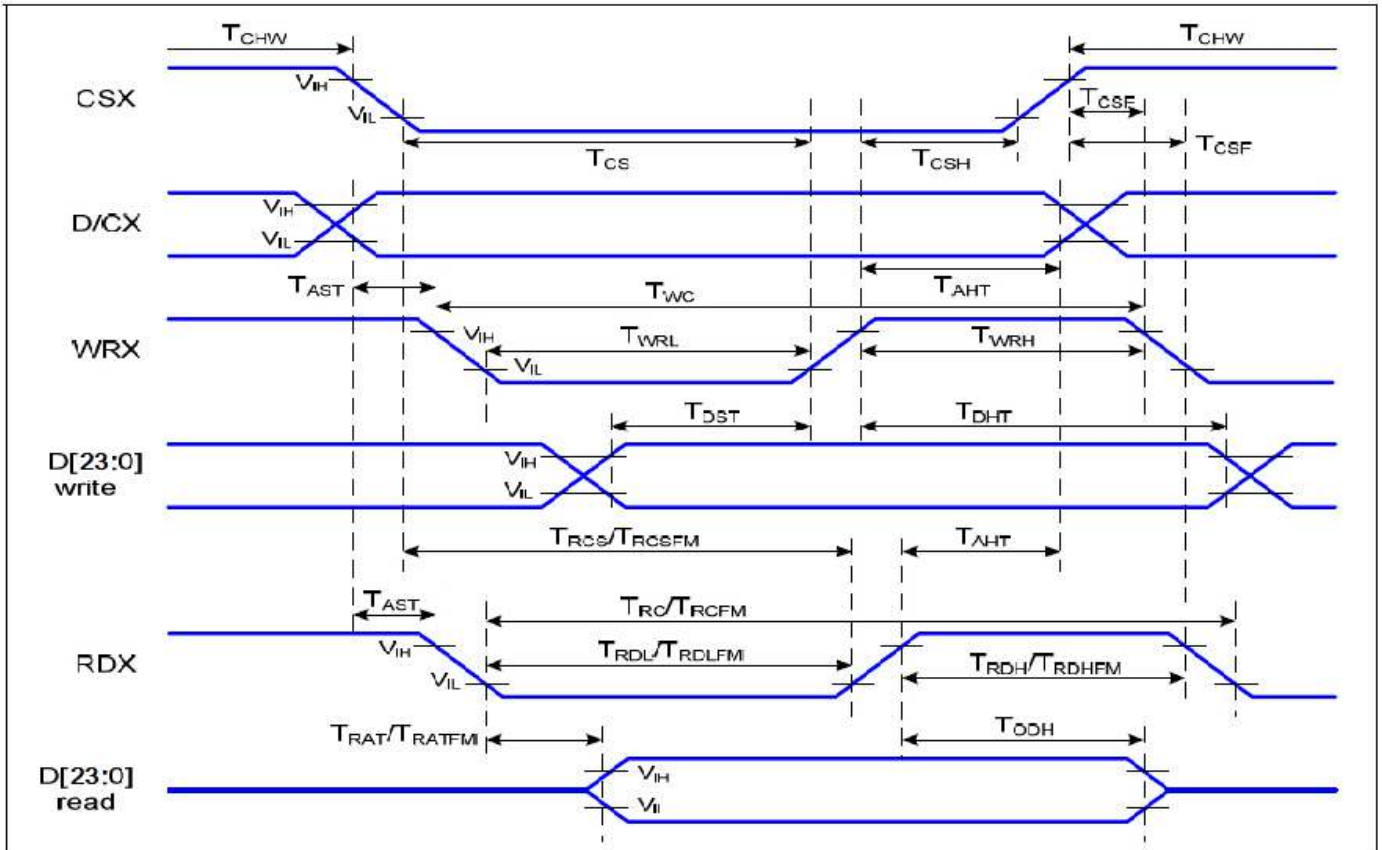 TCHW TCHW
VIH
CSX
TCSF
VIL
TCSF
TCS TCSH
VIH
D/CX
VIL
TAST TWC TAHT
VIH
WRX TWRL TWRH
VIL
TDST TDHT
D[23:0]
write
VIH
VIL
TRCS/TRCSFM TAHT
TAST TRC/TRCFM
RDX
VIH
TRDL/TRDLFM
TRDH/TRDHFM
VIL
TRAT/TRATFM TODH
D[23:0]
read
VIH
VIL